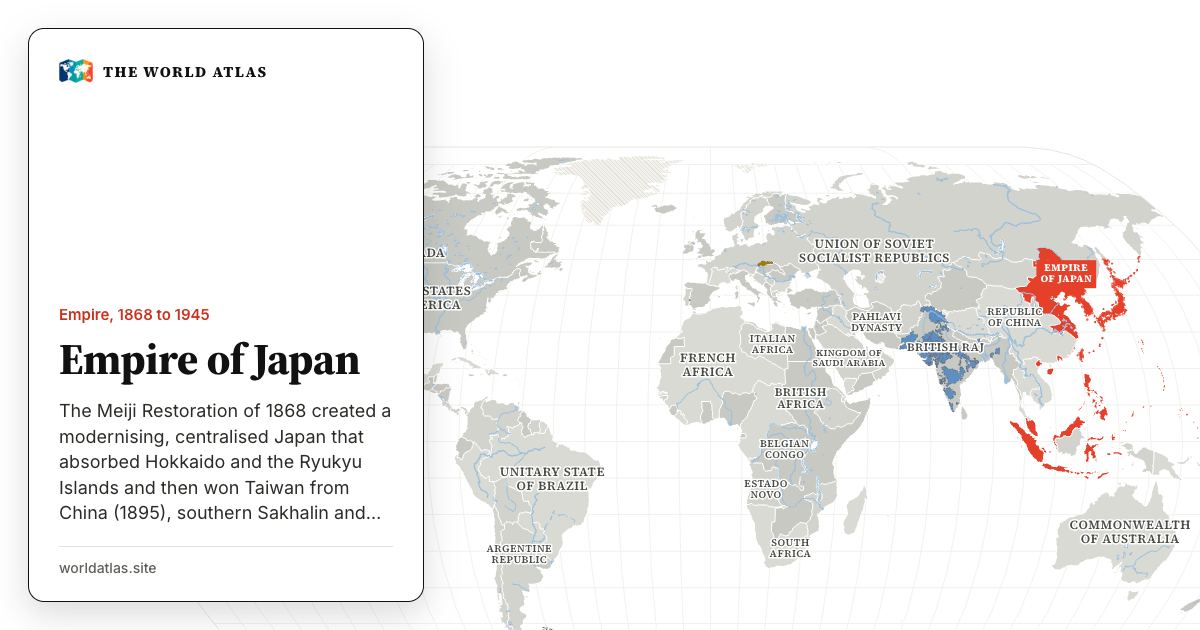 THE WORLD ATLAS
Empire, 1868 to 1945
Empire of Japan
The Meiji Restoration of 1868 created a
modernising, centralised Japan that
absorbed Hokkaido and the Ryukyu
Islands and then won Taiwan from
China (1895), southern Sakhalin and...
worldatlas.site
ADA
STATES
ERICA
UNION OF SOVIET
SOCIALIST REPUBLICS
EMPIRE
OF JAPAN
REPUBLIC
OF CHINA
PAHLAVI
DYNASTY
ITALIAN
AFRICA
KINGDOM OF
SAUDI ARABIA
BRITISH RAJ
FRENCH
AFRICA
BRITISH
AFRICA
BELGIAN
CONGO
UNITARY STATE
OF BRAZIL
ESTADO
NOVO
ARGENTINE
REPUBLIC
SOUTH
AFRICA
COMMONWEALTH
OF AUSTRALIA